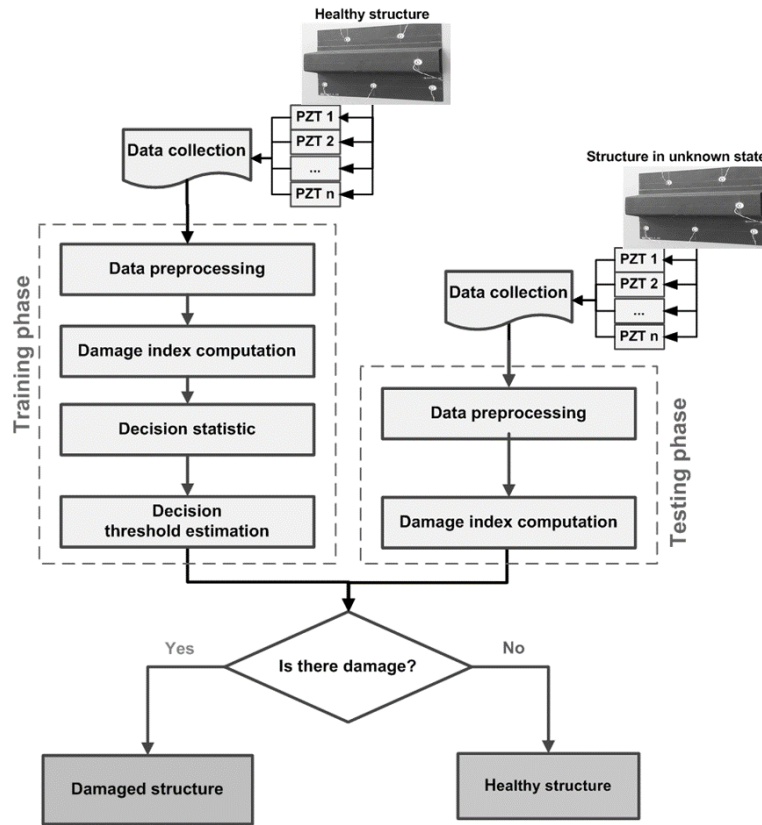 Healthy structure
PZT 1
PZT 2
...
PZT n
Data collection
Structure in unknown state
PZT 1
PZT 2
...
PZT n
Data collection
Training phase
Data preprocessing
Damage index computation
Decision statistic
Decision
threshold estimation
Testing phase
Data preprocessing
Damage index computation
Is there damage?
Yes
No
Damaged structure
Healthy structure